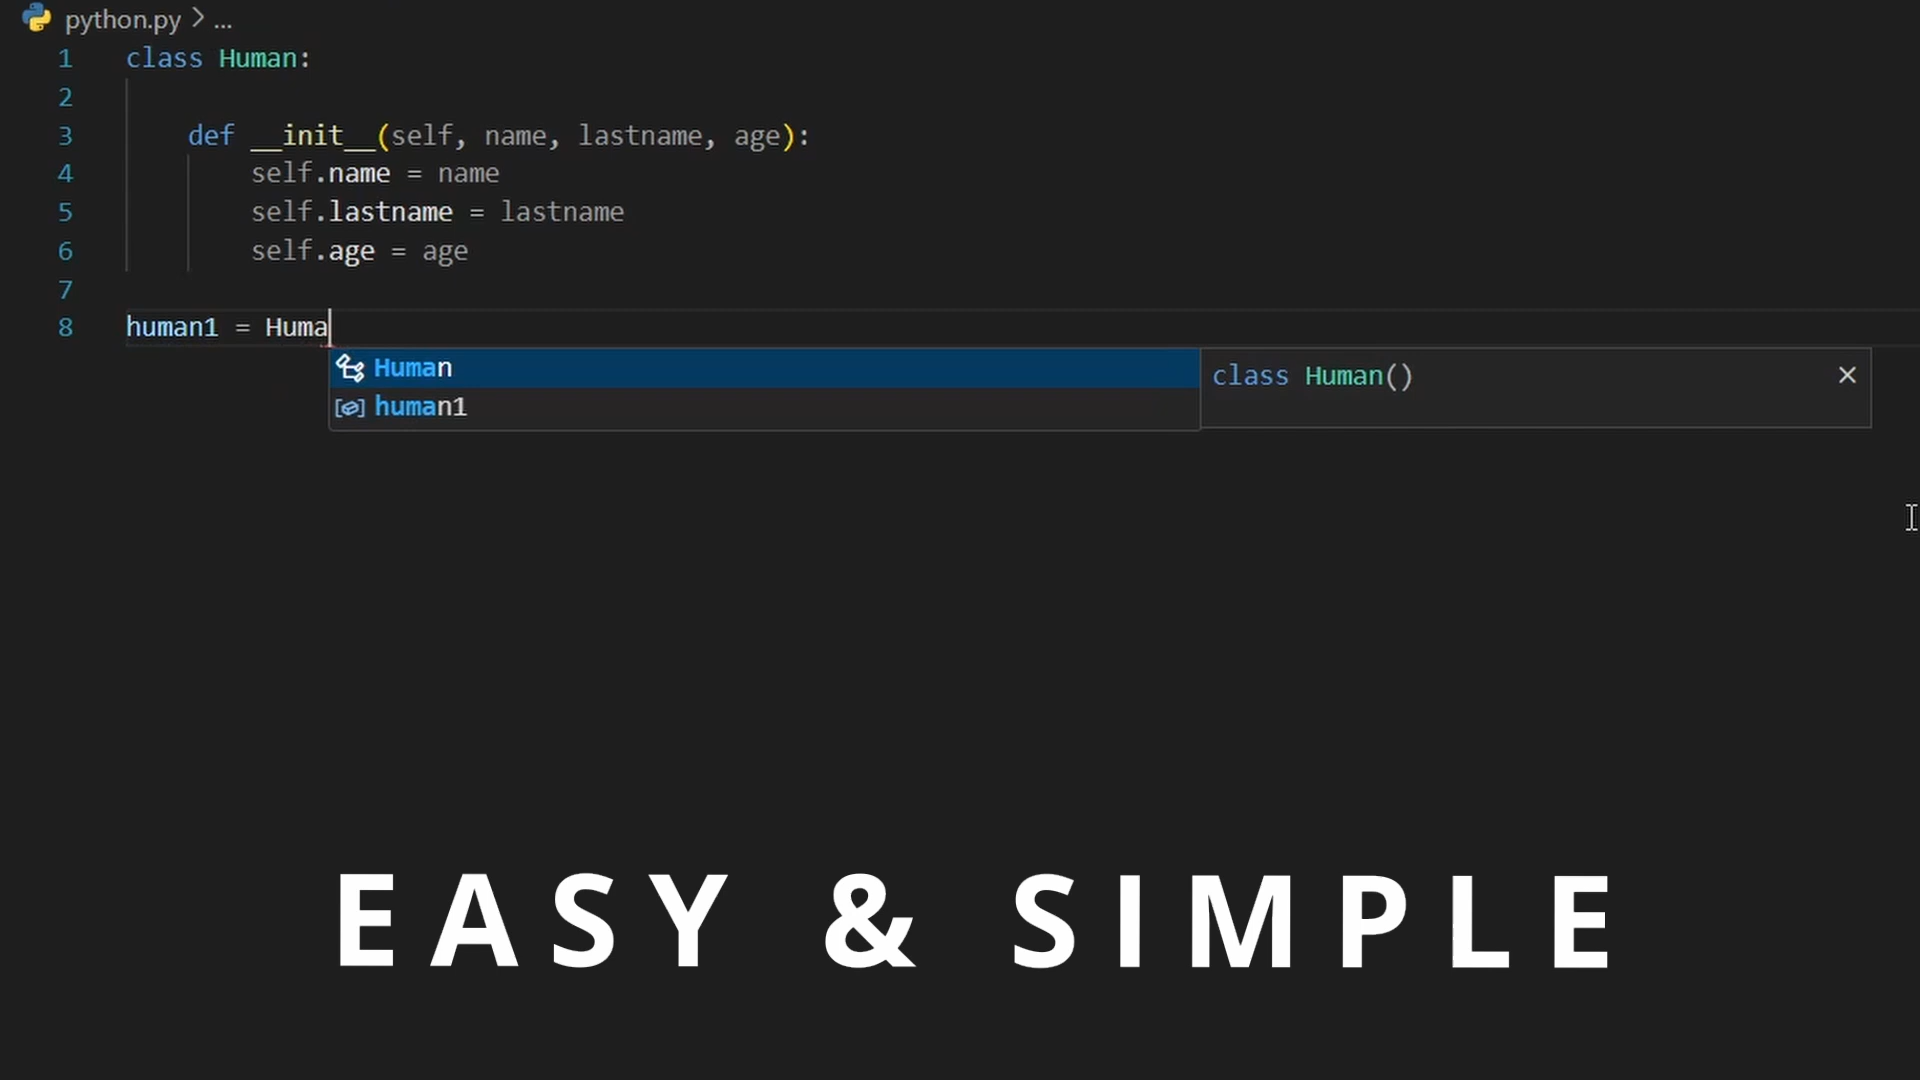 python.py > ...
1 class Human:
2
3 def __init__(self, name, lastname, age):
4 self.name = name
5 self.lastname = lastname
6 self.age = age
7
8 human1 = Huma
Human
class Human()
human1
EASY & SIMPLE